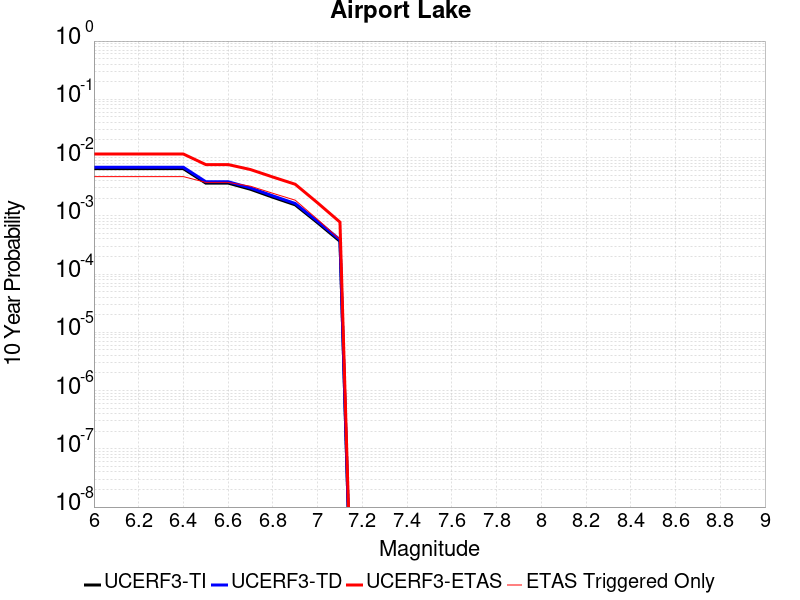 Airport Lake
10 0
10 -1
10 -2
10 -3
10 -4
10 -5
10 -6
10 -7
10 -8
10 Year Probability
6 6.2 6.4 6.6 6.8 7 7.2 7.4 7.6 7.8 8 8.2 8.4 8.6 8.8 9
Magnitude
UCERF3-TI UCERF3-TD UCERF3-ETAS ETAS Triggered Only